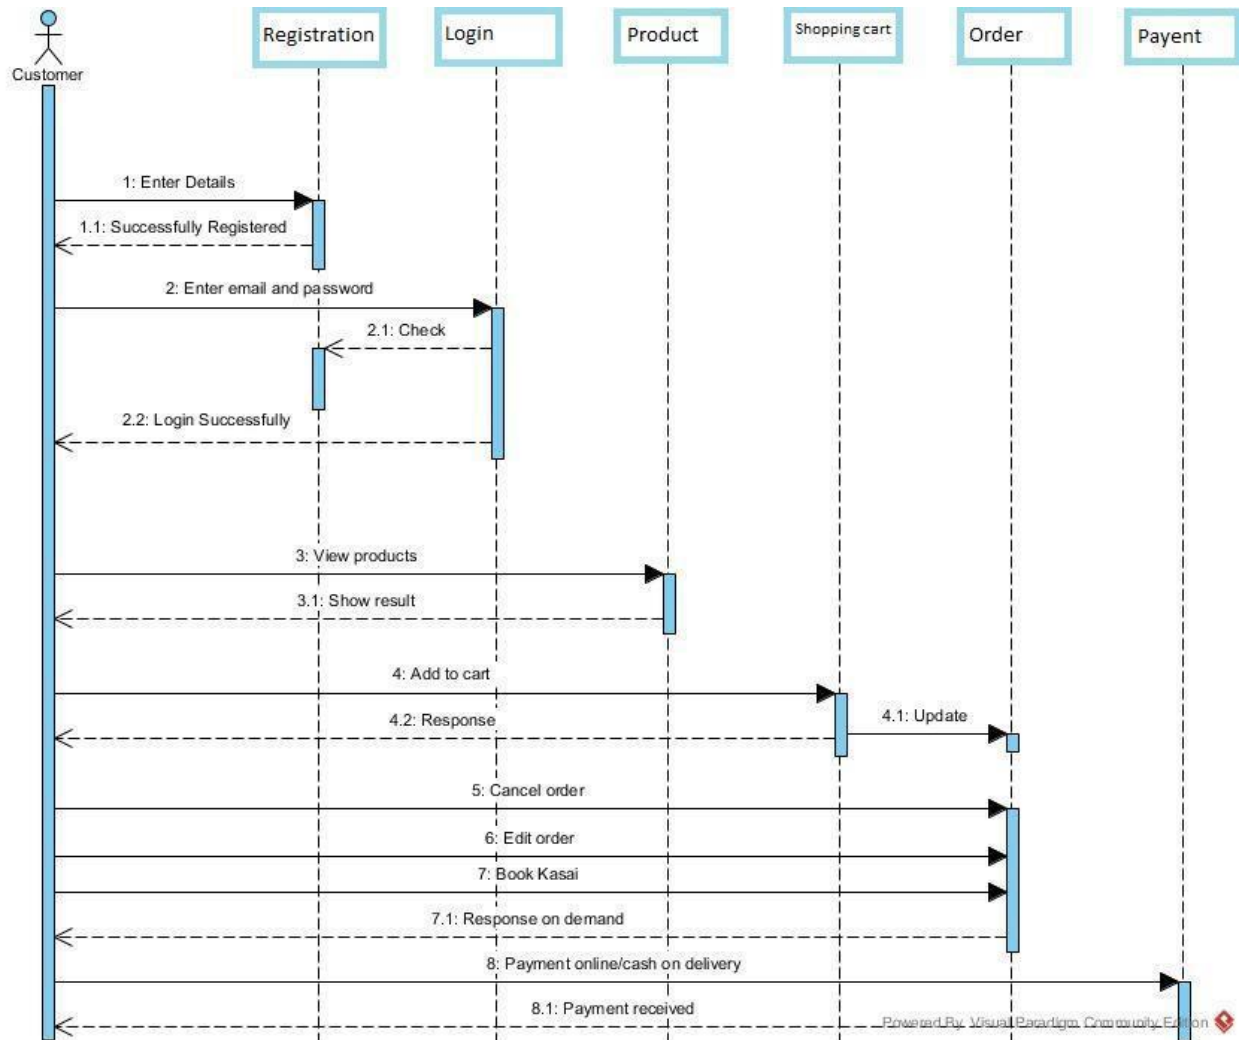 Registration
Login
Product
Shopping cart
Order
Payent
Customer
1: Enter Details
1.1: Successfully Registered
2: Enter email and password
2.1: Check
2.2: Login Successfully
3: View products
3.1: Show result
4: Add to cart
4.1: Update
4.2: Response
5: Cancel order
6: Edit order
7: Book Kasai
7.1: Response on demand
8: Payment online/cash on delivery
8.1: Payment received
Powered By Visual Paradigm Community Edition